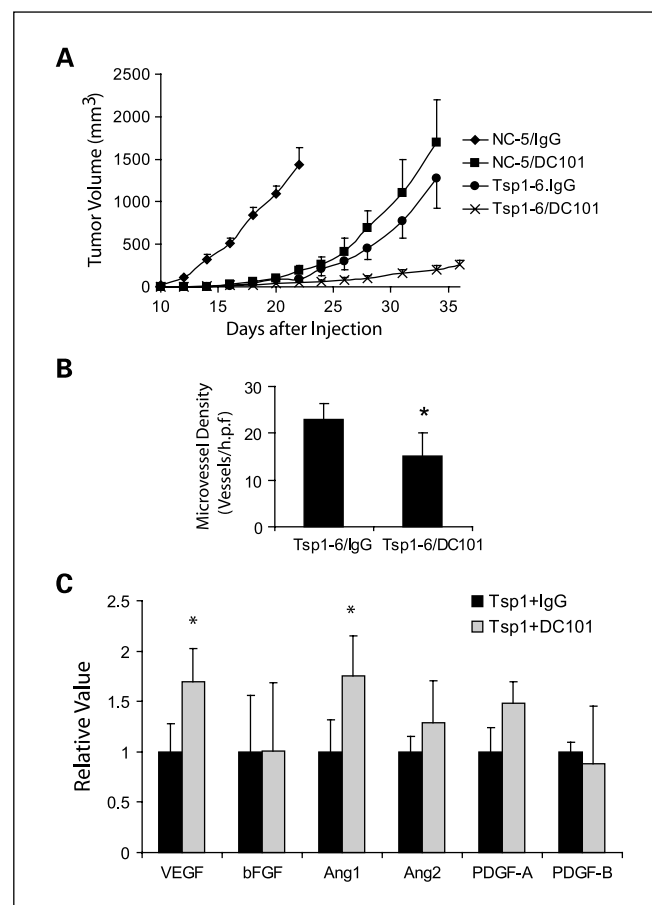 A
Tumor Volume (mm³)
2500
2000
1500
1000
500
0
10
15
20
25
30
35
Days after Injection
NC-5/IgG
NC-5/DC101
Tsp1-6.IgG
Tsp1-6/DC101
B
Microvessel Density
(Vessels/h.p.f)
30
20
10
0
*
Tsp1-6/IgG
Tsp1-6/DC101
C
Relative Value
2.5
2
1.5
1
0.5
0
*
*
Tsp1+IgG
Tsp1+DC101
VEGF
bFGF
Ang1
Ang2
PDGF-A
PDGF-B